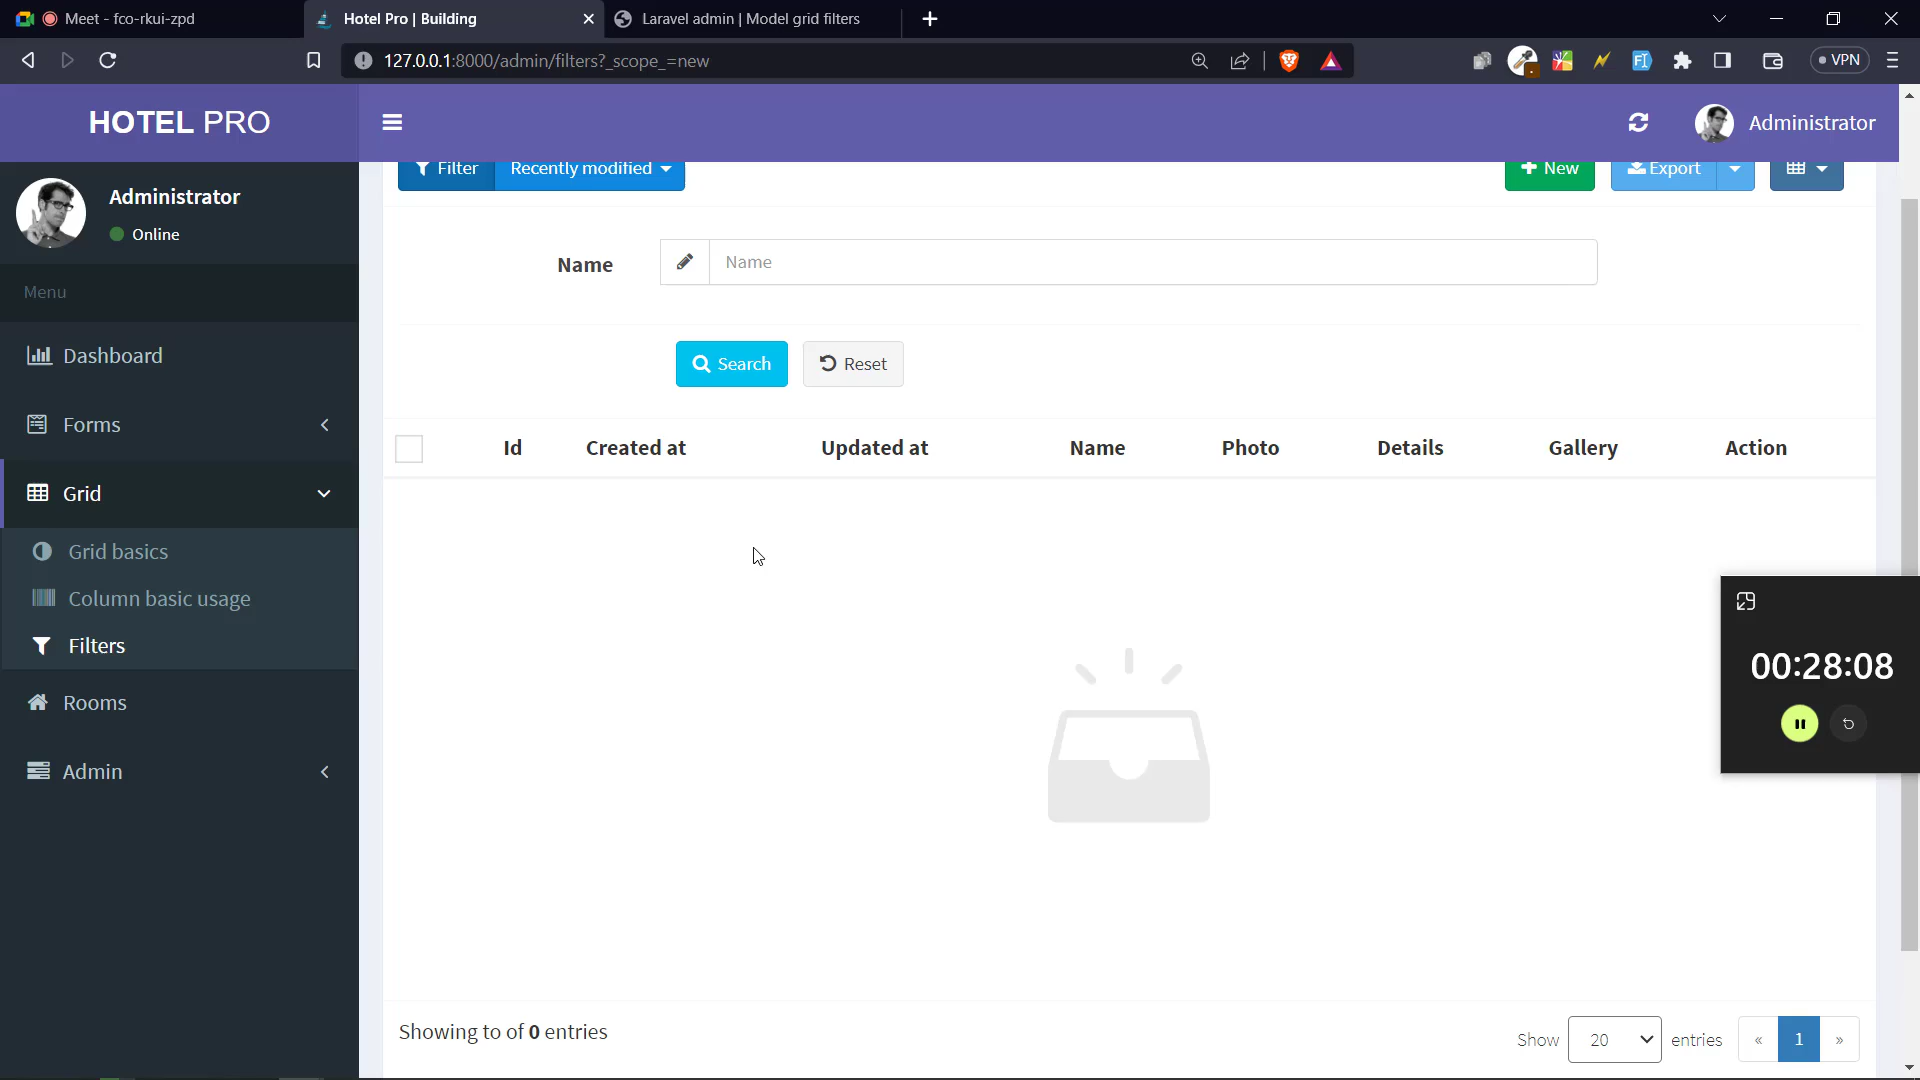 Meet - fco-rkui-zpd
Hotel Pro | Building
Laravel admin | Model grid filters
127.0.0.1:8000/admin/filters?_scope_=new
VPN
HOTEL PRO
Administrator
Administrator
Online
Menu
Dashboard
Forms
Grid
Grid basics
Column basic usage
Filters
Rooms
Admin
Filter
Recently modified
New
Export
Name
Name
Search
Reset
Id
Created at
Updated at
Name
Photo
Details
Gallery
Action
00:28:08
Showing to of 0 entries
Show
20
entries
«
1
»